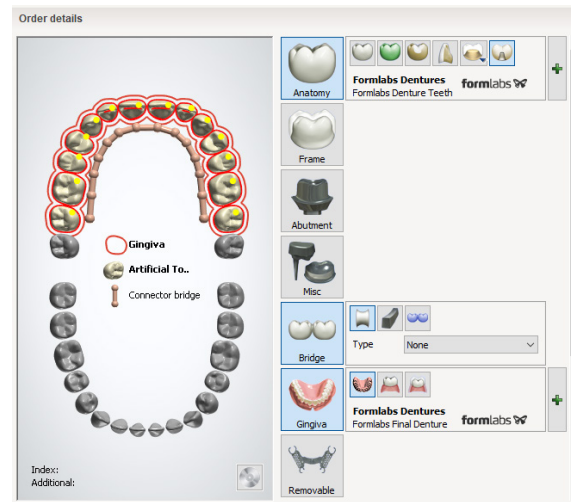 Order details
Gingiva
Artificial To..
Connector bridge
Index:
Additional:
Anatomy
Formlabs Dentures
Formlabs Denture Teeth
formlabs
Frame
Abutment
Misc
Bridge
Type
None
Gingiva
Formlabs Dentures
Formlabs Final Denture
formlabs
Removable